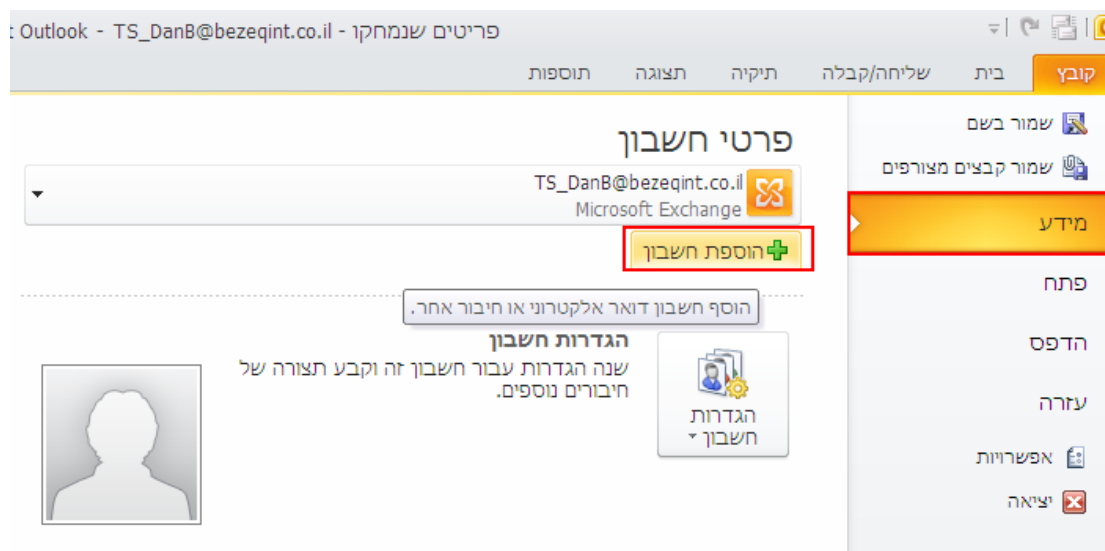 פריטים שנמחקו - TS_DanB@bezeqint.co.il - Outlook
קובץ בית שליחה/קבלה תיקיה תצוגה תוספות
שמור בשם
שמור קבצים מצורפים
מידע
פתח
הדפס
עזרה
אפשרויות
יציאה
פרטי חשבון
TS_DanB@bezeqint.co.il
Microsoft Exchange
הוספת חשבון
הוסף חשבון דואר אלקטרוני או חיבור אחר.
הגדרות
חשבון
הגדרות חשבון
שנה הגדרות עבור חשבון זה וקבע תצורה של
חיבורים נוספים.